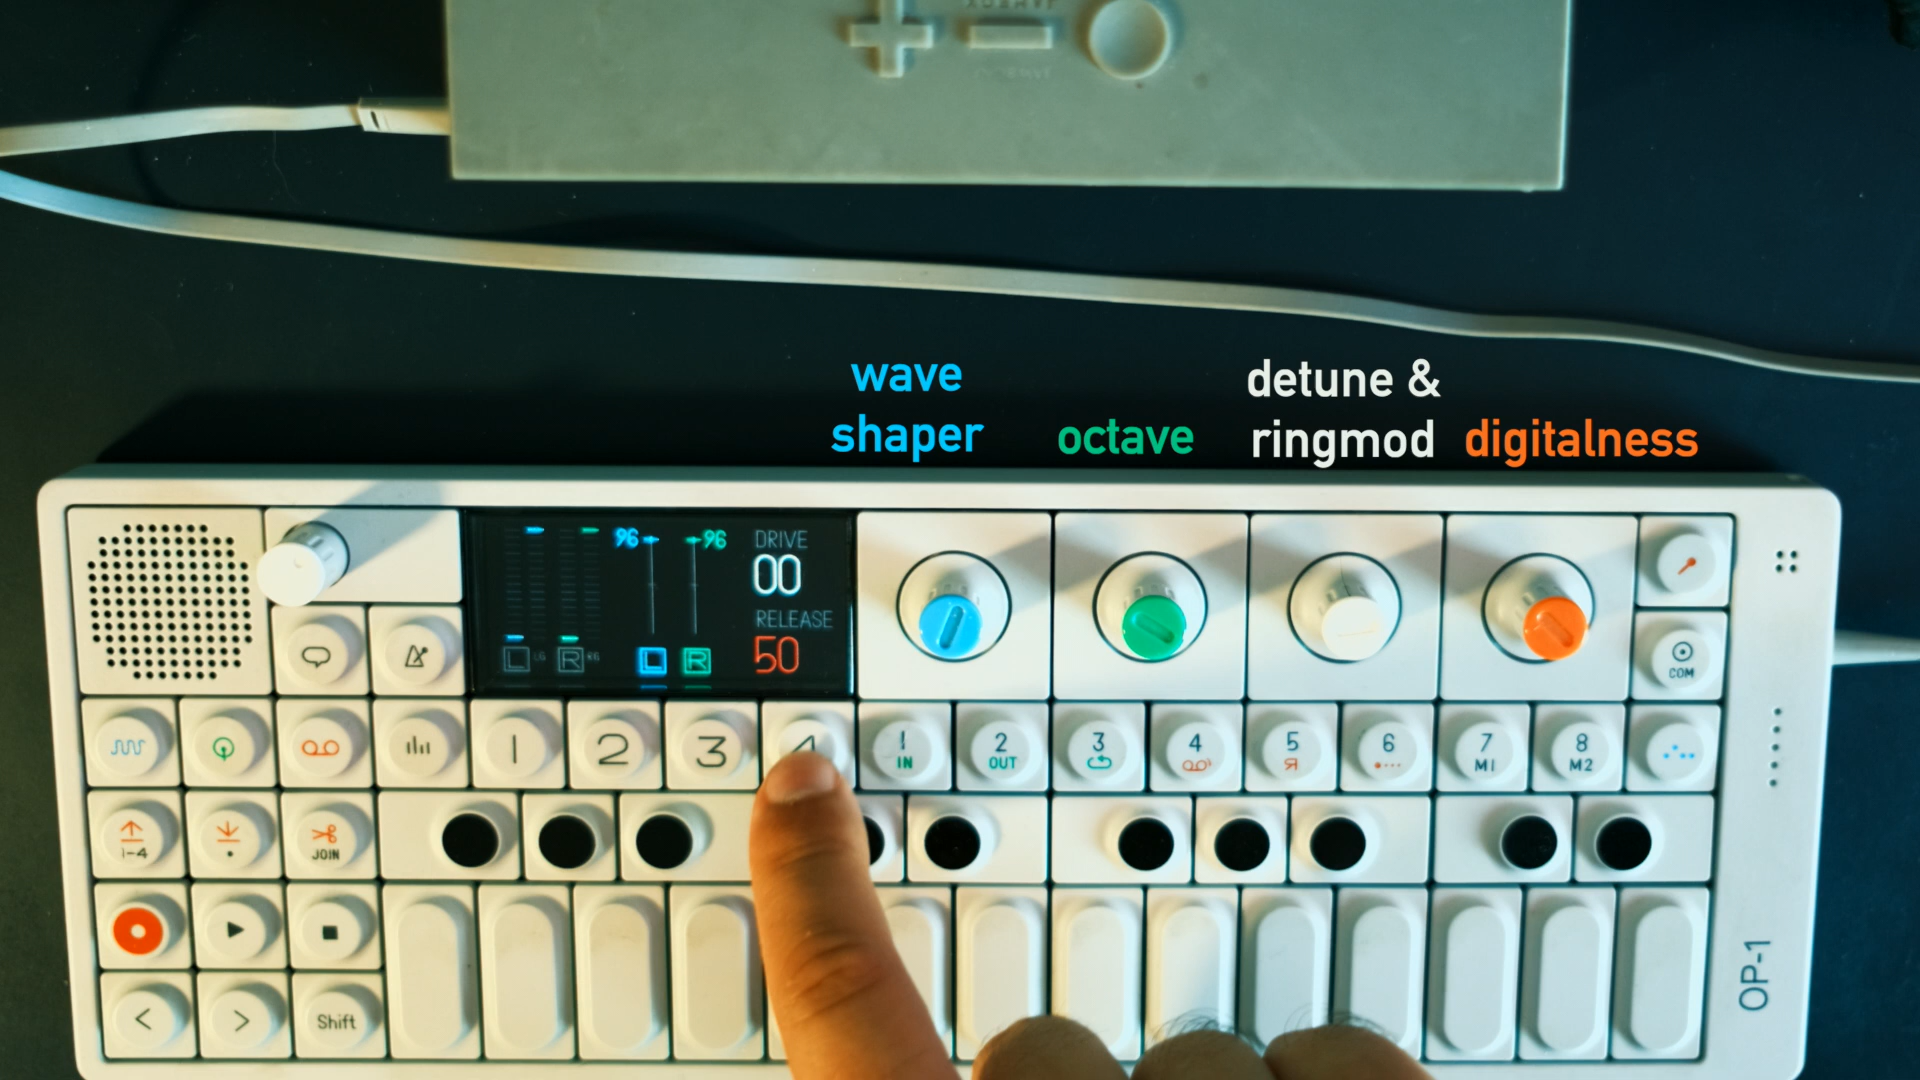 wave
shaper
octave
detune &
ringmod
digitalness
96
96
DRIVE
00
RELEASE
50
L
R
L
R
COM
1
2
3
4
1
IN
2
OUT
3
4
5
6
7
M1
8
M2
1-4
JOIN
<
>
Shift
OP-1